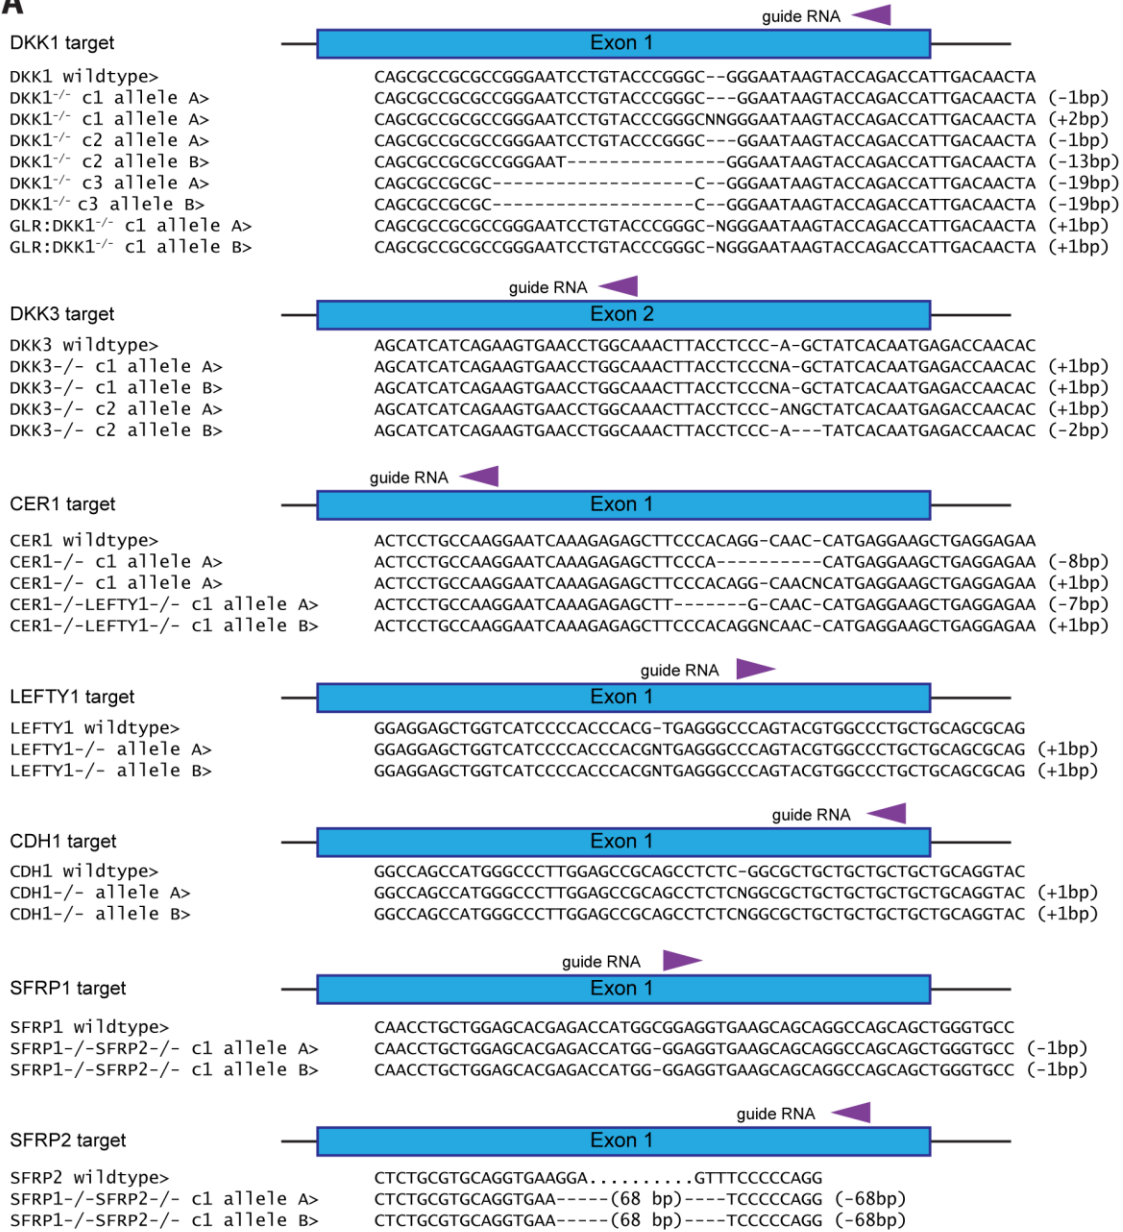 A
guide RNA
DKK1 target Exon 1
DKK1 wildtype> CAGCGCCGCGCCGGGAATCCTGTACCCGGGC--GGGAATAAGTACCAGACCATTGACAACTA
DKK1-/- c1 allele A> CAGCGCCGCGCCGGGAATCCTGTACCCGGGC---GGAATAAGTACCAGACCATTGACAACTA (-1bp)
DKK1-/- c1 allele A> CAGCGCCGCGCCGGGAATCCTGTACCCGGGCNNGGGAATAAGTACCAGACCATTGACAACTA (+2bp)
DKK1-/- c2 allele A> CAGCGCCGCGCCGGGAATCCTGTACCCGGGC---GGAATAAGTACCAGACCATTGACAACTA (-1bp)
DKK1-/- c2 allele B> CAGCGCCGCGCCGGGAAT---------------GGGAATAAGTACCAGACCATTGACAACTA (-13bp)
DKK1-/- c3 allele A> CAGCGCCGCGC-------------------C--GGGAATAAGTACCAGACCATTGACAACTA (-19bp)
DKK1-/- c3 allele B> CAGCGCCGCGC-------------------C--GGGAATAAGTACCAGACCATTGACAACTA (-19bp)
GLR:DKK1-/- c1 allele A> CAGCGCCGCGCCGGGAATCCTGTACCCGGGC-NGGGAATAAGTACCAGACCATTGACAACTA (+1bp)
GLR:DKK1-/- c1 allele B> CAGCGCCGCGCCGGGAATCCTGTACCCGGGC-NGGGAATAAGTACCAGACCATTGACAACTA (+1bp)
guide RNA
DKK3 target Exon 2
DKK3 wildtype> AGCATCATCAGAAGTGAACCTGGCAAACTTACCTCCC-A-GCTATCACAATGAGACCAACAC
DKK3-/- c1 allele A> AGCATCATCAGAAGTGAACCTGGCAAACTTACCTCCCNA-GCTATCACAATGAGACCAACAC (+1bp)
DKK3-/- c1 allele B> AGCATCATCAGAAGTGAACCTGGCAAACTTACCTCCCNA-GCTATCACAATGAGACCAACAC (+1bp)
DKK3-/- c2 allele A> AGCATCATCAGAAGTGAACCTGGCAAACTTACCTCCC-ANGCTATCACAATGAGACCAACAC (+1bp)
DKK3-/- c2 allele B> AGCATCATCAGAAGTGAACCTGGCAAACTTACCTCCC-A---TATCACAATGAGACCAACAC (-2bp)
guide RNA
CER1 target Exon 1
CER1 wildtype> ACTCCTGCCAAGGAATCAAAGAGAGCTTCCCACAGG-CAAC-CATGAGGAAGCTGAGGAGAA
CER1-/- c1 allele A> ACTCCTGCCAAGGAATCAAAGAGAGCTTCCCA----------CATGAGGAAGCTGAGGAGAA (-8bp)
CER1-/- c1 allele A> ACTCCTGCCAAGGAATCAAAGAGAGCTTCCCACAGG-CAACNCATGAGGAAGCTGAGGAGAA (+1bp)
CER1-/-LEFTY1-/- c1 allele A> ACTCCTGCCAAGGAATCAAAGAGAGCTT-------G-CAAC-CATGAGGAAGCTGAGGAGAA (-7bp)
CER1-/-LEFTY1-/- c1 allele B> ACTCCTGCCAAGGAATCAAAGAGAGCTTCCCACAGGNCAAC-CATGAGGAAGCTGAGGAGAA (+1bp)
guide RNA
LEFTY1 target Exon 1
LEFTY1 wildtype> GGAGGAGCTGGTCATCCCCACCCACG-TGAGGGCCCAGTACGTGGCCCTGCTGCAGCGCAG
LEFTY1-/- allele A> GGAGGAGCTGGTCATCCCCACCCACGNTGAGGGCCCAGTACGTGGCCCTGCTGCAGCGCAG (+1bp)
LEFTY1-/- allele B> GGAGGAGCTGGTCATCCCCACCCACGNTGAGGGCCCAGTACGTGGCCCTGCTGCAGCGCAG (+1bp)
guide RNA
CDH1 target Exon 1
CDH1 wildtype> GGCCAGCCATGGGCCCTTGGAGCCGCAGCCTCTC-GGCGCTGCTGCTGCTGCTGCAGGTAC
CDH1-/- allele A> GGCCAGCCATGGGCCCTTGGAGCCGCAGCCTCTCNGGCGCTGCTGCTGCTGCTGCAGGTAC (+1bp)
CDH1-/- allele B> GGCCAGCCATGGGCCCTTGGAGCCGCAGCCTCTCNGGCGCTGCTGCTGCTGCTGCAGGTAC (+1bp)
guide RNA
SFRP1 target Exon 1
SFRP1 wildtype> CAACCTGCTGGAGCACGAGACCATGGCGGAGGTGAAGCAGCAGGCCAGCAGCTGGGTGCC
SFRP1-/-SFRP2-/- c1 allele A> CAACCTGCTGGAGCACGAGACCATGG-GGAGGTGAAGCAGCAGGCCAGCAGCTGGGTGCC (-1bp)
SFRP1-/-SFRP2-/- c1 allele B> CAACCTGCTGGAGCACGAGACCATGG-GGAGGTGAAGCAGCAGGCCAGCAGCTGGGTGCC (-1bp)
guide RNA
SFRP2 target Exon 1
SFRP2 wildtype> CTCTGCGTGCAGGTGAAGGA..........GTTTCCCCCAGG
SFRP1-/-SFRP2-/- c1 allele A> CTCTGCGTGCAGGTGAA-----(68 bp)----TCCCCCAGG (-68bp)
SFRP1-/-SFRP2-/- c1 allele B> CTCTGCGTGCAGGTGAA-----(68 bp)----TCCCCCAGG (-68bp)